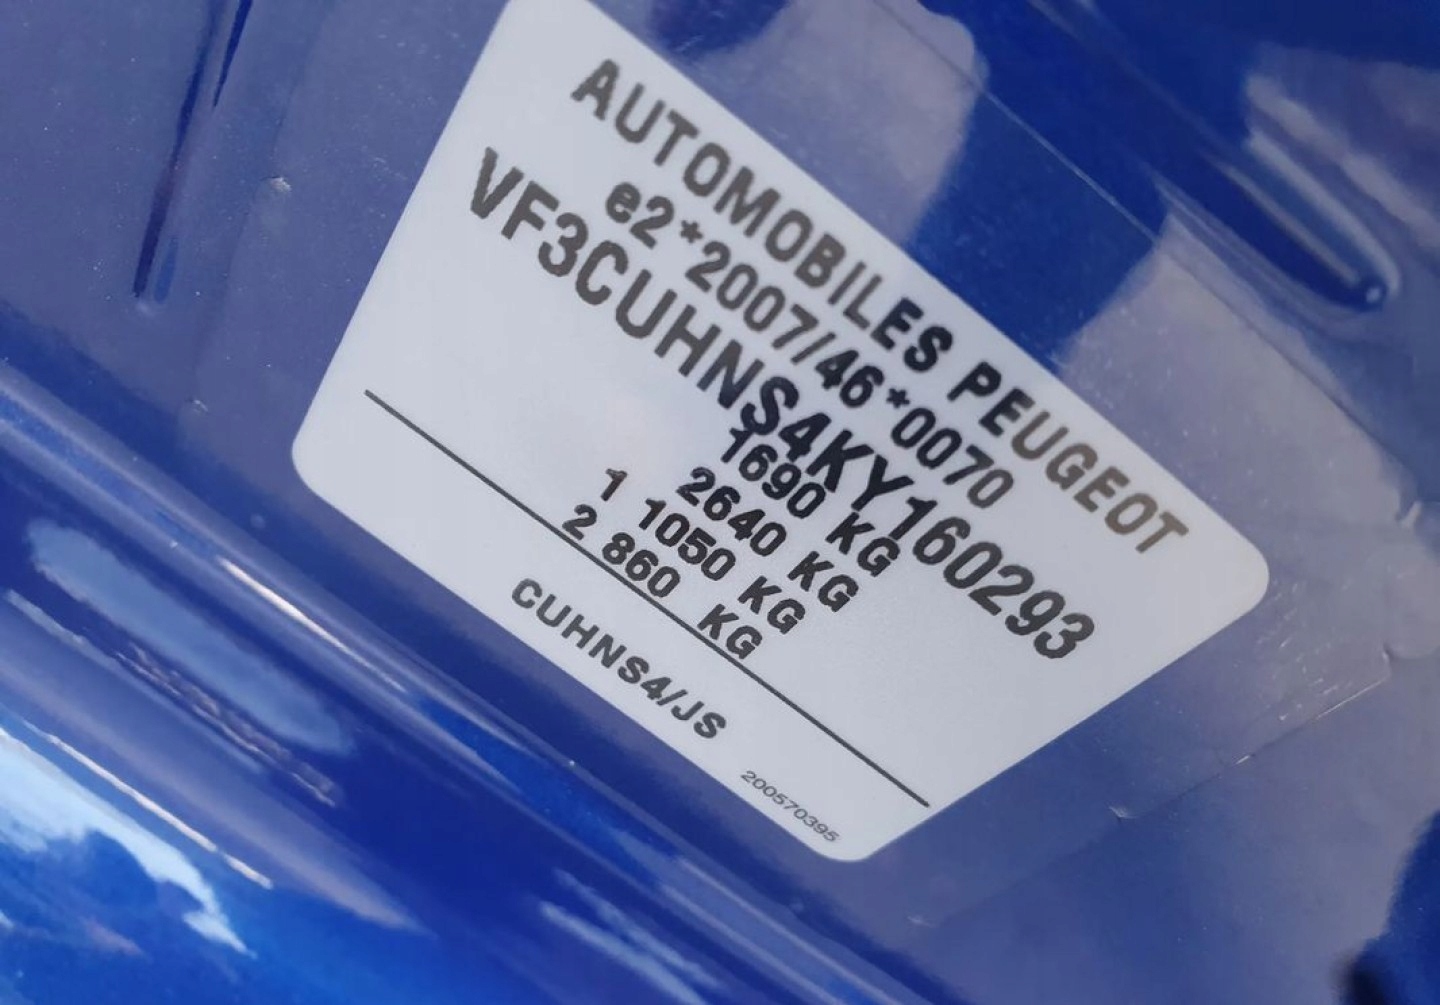 AUTOMOBILES PEUGEOT
e2*2007/46*0070
VF3CUHNS4KY160293
1690 KG
2640 KG
1 1050 KG
2 860 KG
CUHNS4/JS
200570395